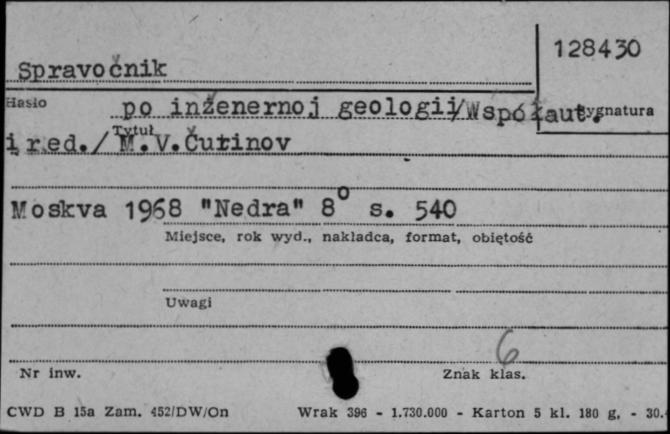 128430
Spravočnik
Hasło
po inženernoj geologii/Współaut.
Sygnatura
i red./ M.V.Čurinov
Tytuł
Moskva 1968 "Nedra" 8° s. 540
Miejsce, rok wyd., nakładca, format, objętość
Uwagi
6
Nr inw.
Znak klas.
CWD B 15a Zam. 452/DW/On
Wrak 396 - 1.730.000 - Karton 5 kl. 180 g. - 30.